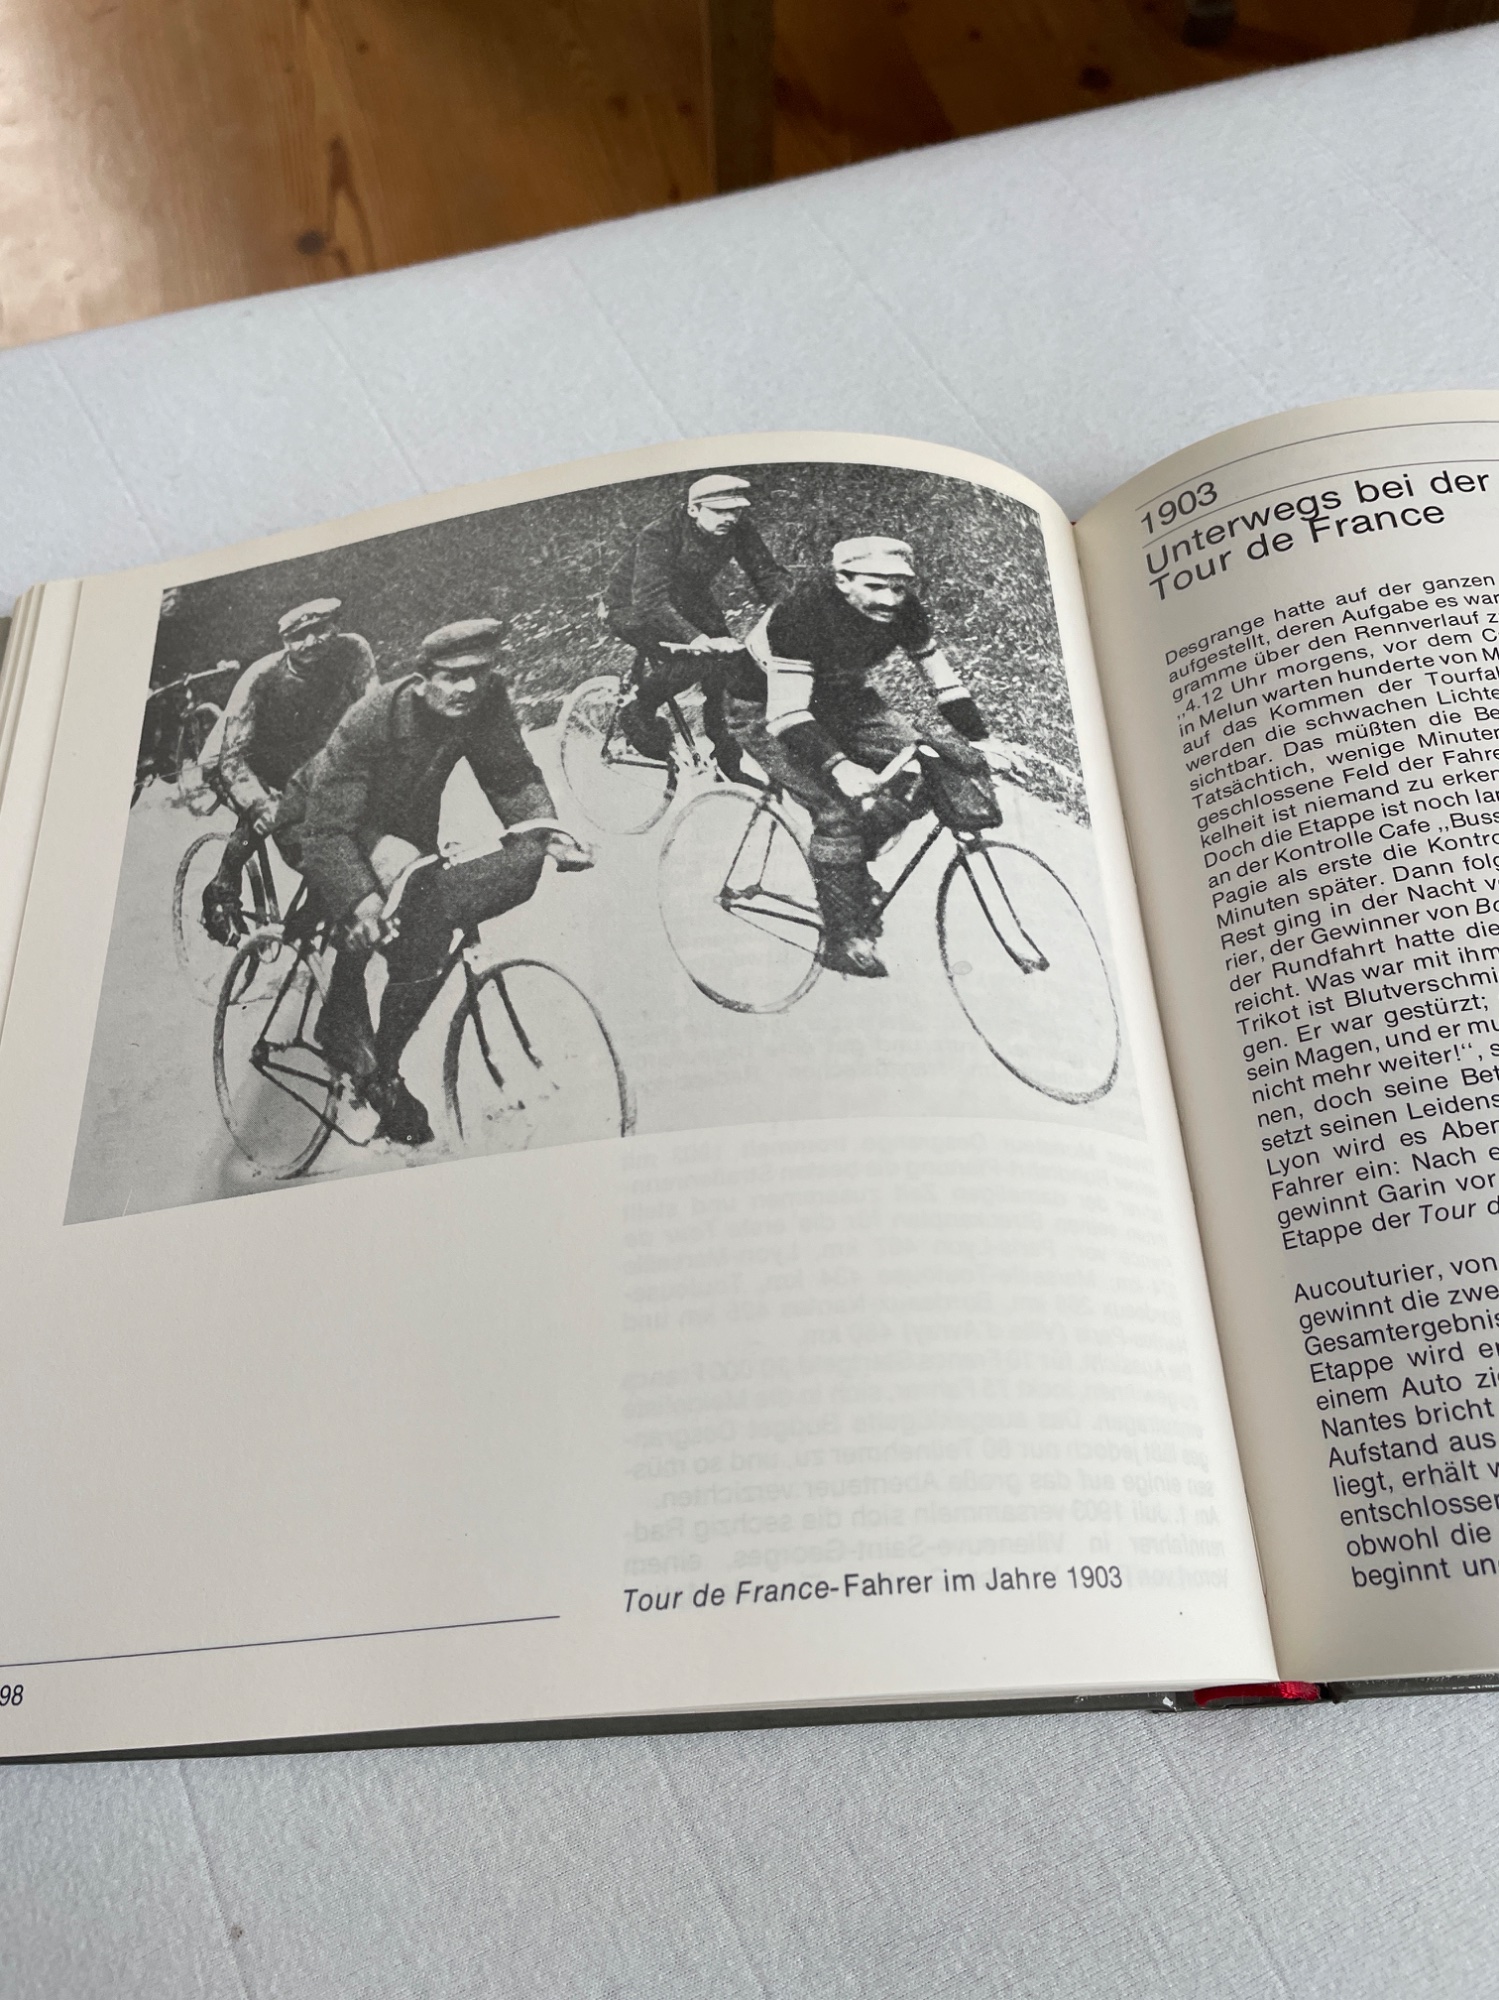 Tour de France-Fahrer im Jahre 1903
98
1903
Unterwegs bei der
Tour de France
Desgrange hatte auf der ganzen
aufgestellt, deren Aufgabe es war
gramme über den Rennverlauf z
„4.12 Uhr morgens, vor dem C
in Melun warten hunderte von M
auf das Kommen der Tourfa
werden die schwachen Lichte
sichtbar. Das müßten die Be
Tatsächtich, wenige Minuten
geschlossene Feld der Fahre
kelheit ist niemand zu erken
Doch die Etappe ist noch lan
an der Kontrolle Cafe „Buss
Pagie als erste die Kontro
Minuten später. Dann folg
Rest ging in der Nacht v
rier, der Gewinner von Bo
der Rundfahrt hatte die
reicht. Was war mit ihm
Trikot ist Blutverschmi
gen. Er war gestürzt;
sein Magen, und er mu
nicht mehr weiter!“, s
nen, doch seine Bet
setzt seinen Leidens
Lyon wird es Aben
Fahrer ein: Nach e
gewinnt Garin vor
Etappe der Tour d
Aucouturier, von
gewinnt die zwe
Gesamtergebnis
Etappe wird er
einem Auto zi
Nantes bricht
Aufstand aus
liegt, erhält v
entschlossen
obwohl die
beginnt un